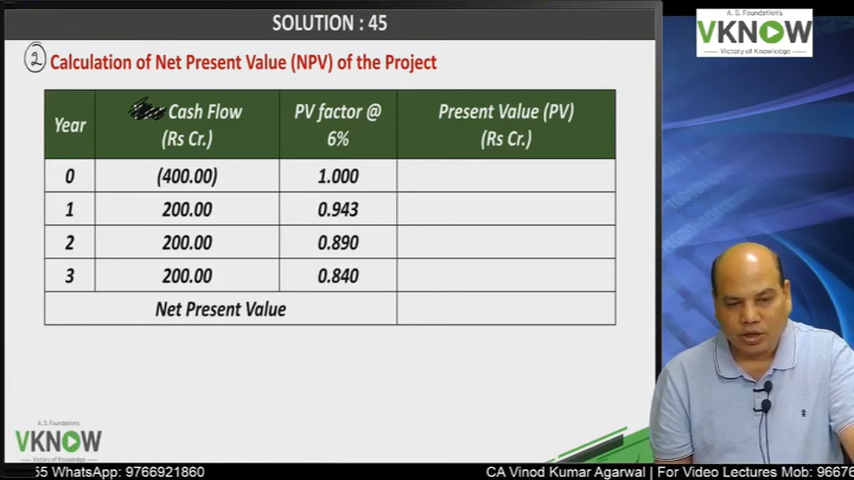 SOLUTION : 45
A. S. Foundation's
VKNOW
Victory of Knowledge
2 Calculation of Net Present Value (NPV) of the Project
Year Cash Flow (Rs Cr.) PV factor @ 6% Present Value (PV) (Rs Cr.)
0 (400.00) 1.000
1 200.00 0.943
2 200.00 0.890
3 200.00 0.840
Net Present Value
A. S. Foundation's
VKNOW
Victory of Knowledge
55 WhatsApp: 9766921860 CA Vinod Kumar Agarwal | For Video Lectures Mob: 96676